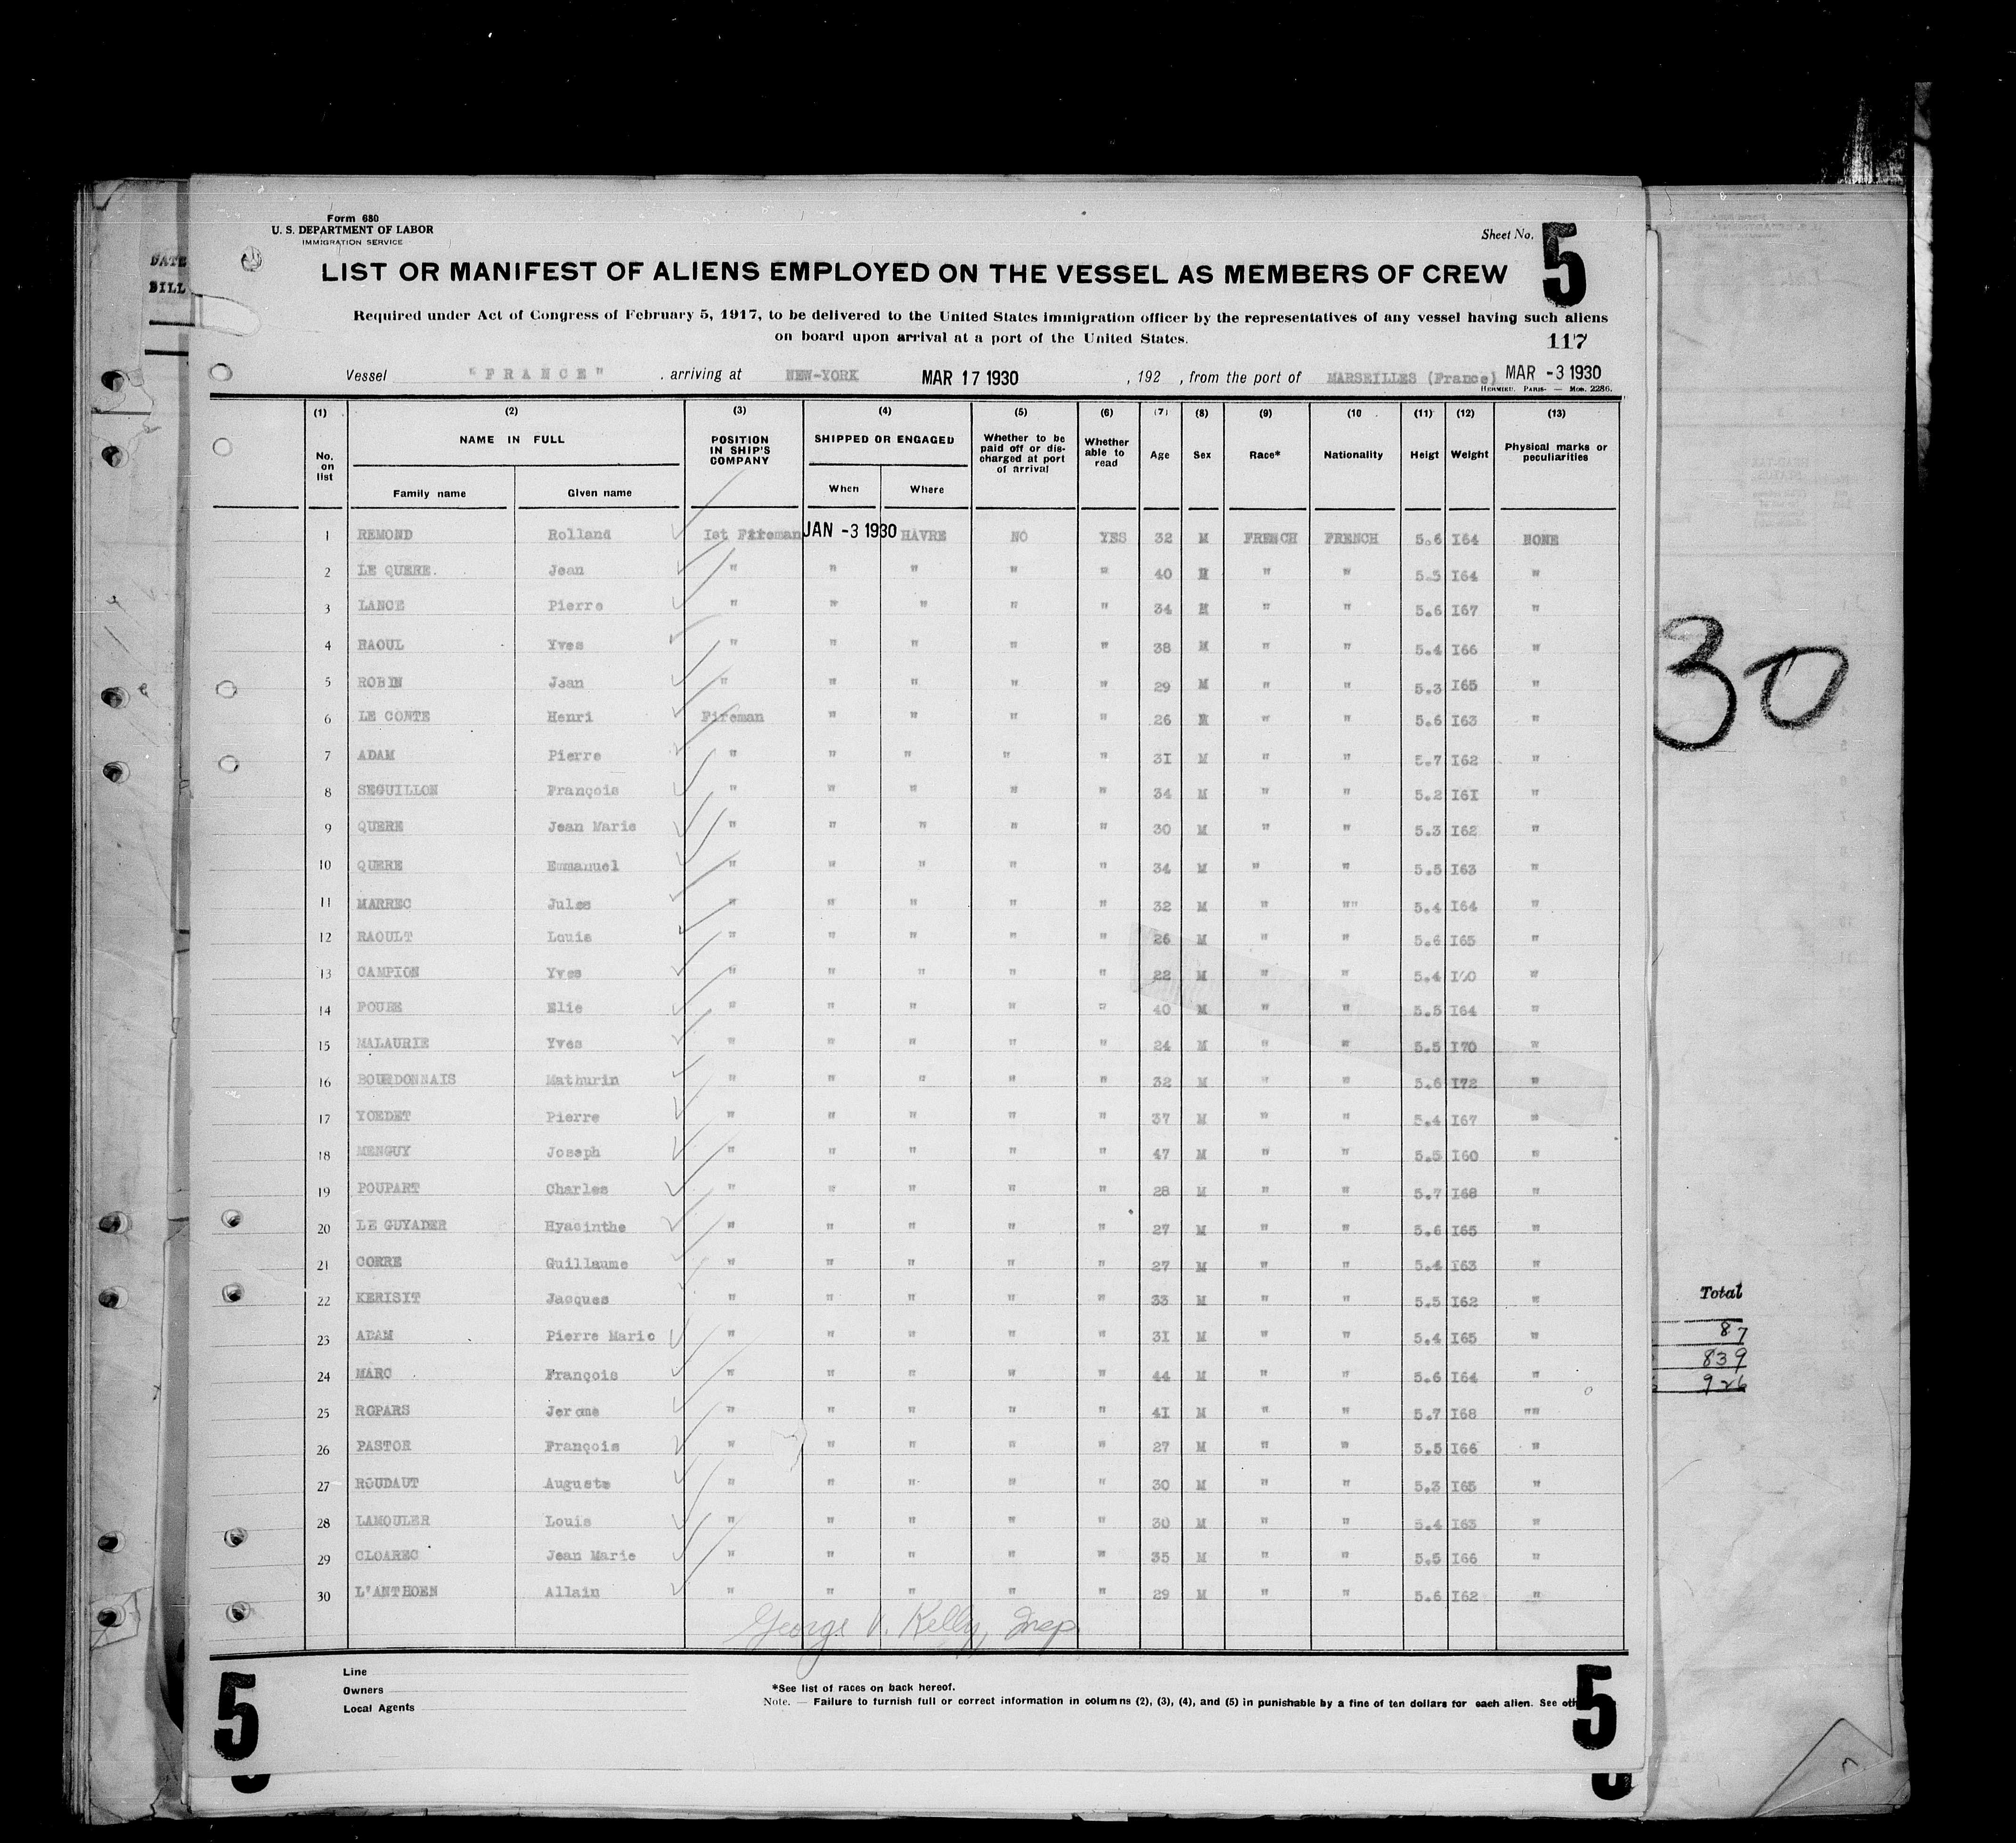 Form 680
U. S. DEPARTMENT OF LABOR
IMMIGRATION SERVICE
Sheet No. 5
DATE
BILL
LIST OR MANIFEST OF ALIENS EMPLOYED ON THE VESSEL AS MEMBERS OF CREW
Required under Act of Congress of February 5, 1917, to be delivered to the United States immigration officer by the representatives of any vessel having such aliens
on board upon arrival at a port of the United States.
117
Vessel "FRANCE" , arriving at NEW-YORK MAR 17 1930 , 192 , from the port of MARSEILLES (France) MAR -3 1930
HERMIEU. PARIS- — Mod. 2286.
(1) (2) (3) (4) (5) (6) (7) (8) (9) (10 (11) (12) (13)
No. on list NAME IN FULL POSITION IN SHIP'S COMPANY SHIPPED OR ENGAGED Whether to be paid off or discharged at port of arrival Whether able to read Age Sex Race* Nationality Heigt Weight Physical marks or peculiarities
Family name Given name When Where
1 REMOND Rolland Ist Fireman JAN -3 1930 HAVRE NO YES 32 M FRENCH FRENCH 5.6 I64 NONE
2 LE QUERE. Jean " " " " " 40 M " " 5.5 I64 "
3 LANCE Pierre " " " " " 34 M " " 5.6 I67 "
4 RAOUL Yves " " " " " 38 M " " 5.4 I66 "
5 ROBIN Jean " " " " " 29 M " " 5.3 I65 "
6 LE CONTE Henri Fireman " " " " 26 M " " 5.6 I63 "
7 ADAM Pierre " " " " " 3I M " " 5.7 I62 "
8 SEGUILLON François " " " " " 34 M " " 5.2 I6I "
9 QUERE Jean Marie " " " " " 30 M " " 5.3 I62 "
10 QUERE Emmanuel " " " " " 34 M " " 5.5 I63 "
11 MARREC Jules " " " " " 32 M " "" 5.4 I64 "
12 RAOULT Louis " " " " " 26 M " " 5.6 I65 "
13 CAMPION Yves " " " " " 22 M " " 5.4 "
14 FOUBE Elie " " " " " 40 M " " 5.5 I64 "
15 MALAURIE Yves " " " " " 24 M " " 5.5 I70 "
16 BOURDONNAIS Mathurin " " " " " 32 M " " 5.6 I72 "
17 YOEDET Pierre " " " " " 37 M " " 5.4 I67 "
18 MENGUY Joseph " " " " " 47 M " " 5.5 I60 "
19 POUPART Charles " " " " " 28 M " " 5.7 I68 "
20 LE GUYADER Hyacinthe " " " " " 27 M " " 5.6 I65 "
21 CORRE Guillaume " " " " " 27 M " " 5.4 I63 "
22 KERISIT Jacques " " " " " 33 M " " 5.5 I62 "
23 ADAM Pierre Marie " " " " " 3I M " " 5.4 I65 "
24 MARC François " " " " " 44 M " " 5.6 I64 "
25 ROPARS Jerome " " " " " 4I M " " 5.7 I68 ""
26 PASTOR François " " " " " 27 M " " 5.5 I66 "
27 ROUDAUT Auguste " " " " " 30 M " " 5.3 I65 "
28 LAMOULER Louis " " " " " 30 M " " 5.4 I63 "
29 CLOAREC Jean Marie " " " " " 35 M " " 5.5 I66 "
30 L'ANTHOEN Allain " " " " " 29 M " " 5.6 I62 "
George V. Kelly, Insp.
Line
Owners
Local Agents
*See list of races on back hereof.
Note. — Failure to furnish full or correct information in columns (2), (3), (4), and (5) in punishable by a fine of ten dollars for each alien. See oth
5
5
30
Total
87
839
926